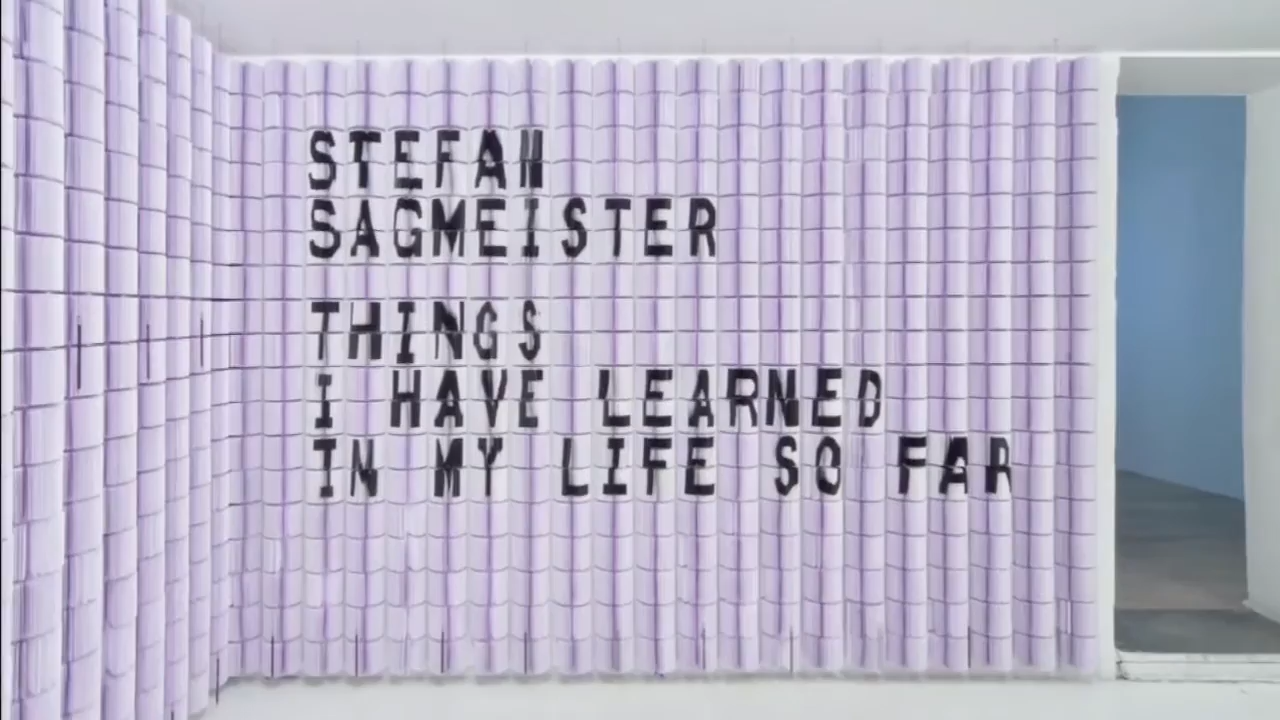 STEFAN
SAGMEISTER
THINGS
I HAVE LEARNED
IN MY LIFE SO FAR